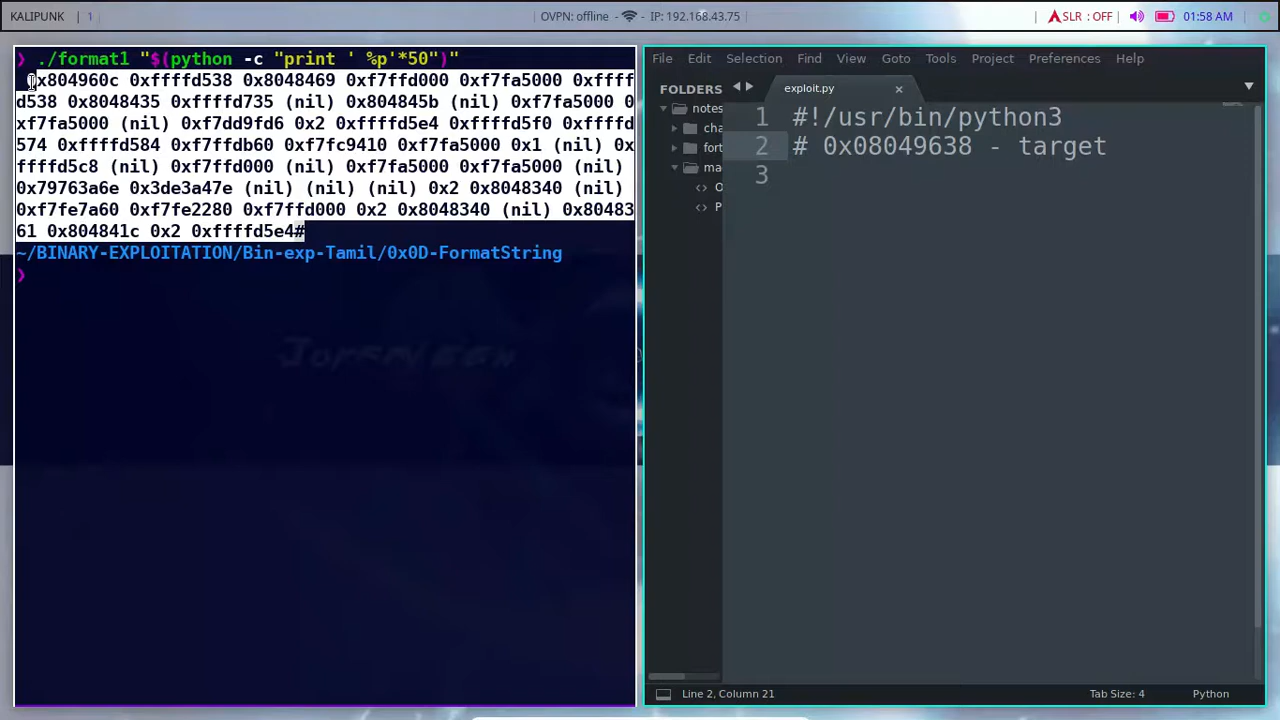 KALIPUNK | 1 OVPN: offline - - IP: 192.168.43.75 SLR : OFF 01:58 AM
❯ ./format1 "$(python -c "print ' %p'*50")"
0x804960c 0xffffd538 0x8048469 0xf7ffd000 0xf7fa5000 0xffff
d538 0x8048435 0xffffd735 (nil) 0x804845b (nil) 0xf7fa5000 0
xf7fa5000 (nil) 0xf7dd9fd6 0x2 0xffffd5e4 0xffffd5f0 0xffffd
574 0xffffd584 0xf7ffdb60 0xf7fc9410 0xf7fa5000 0x1 (nil) 0x
ffffd5c8 (nil) 0xf7ffd000 (nil) 0xf7fa5000 0xf7fa5000 (nil)
0x79763a6e 0x3de3a47e (nil) (nil) (nil) 0x2 0x8048340 (nil)
0xf7fe7a60 0xf7fe2280 0xf7ffd000 0x2 0x8048340 (nil) 0x80483
61 0x804841c 0x2 0xffffd5e4#
~/BINARY-EXPLOITATION/Bin-exp-Tamil/0x0D-FormatString
❯
File Edit Selection View Goto Tools Project Preferences Help
FOLDERS
notes
cha
fort
ma
O
P
exploit.py ×
1 #!/usr/bin/python3
2 # 0x08049638 - target
3
Line 2, Column 21 Tab Size: 4 Python